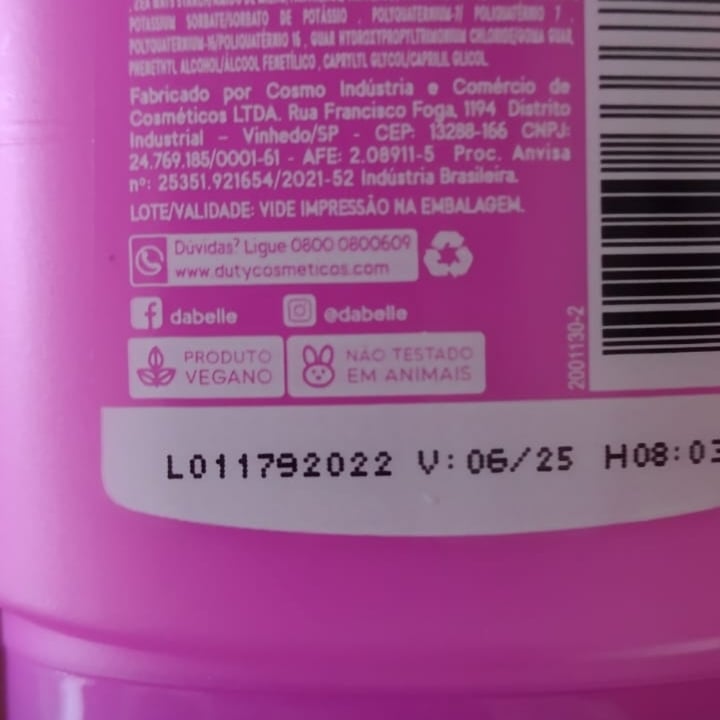 POTASSIUM SORBATE/SORBATO DE POTÁSSIO , POLYQUATERNIUM-7/ POLIQUATÉRNIO 7 ,
POLYQUATERNIUM-16/POLIQUATÉRNIO 16 , GUAR HYDROXYPROPYLTRIMONIUM CHLORIDE/GOMA GUAR,
PHENETHYL ALCOHOL/ÁLCOOL FENETÍLICO , CAPRYLYL GLYCOL/CAPRILIL GLICOL.
Fabricado por Cosmo Indústria e Comércio de
Cosméticos LTDA. Rua Francisco Foga, 1194 Distrito
Industrial – Vinhedo/SP - CEP: 13288-166 CNPJ:
24.769.185/0001-61 - AFE: 2.08911-5 Proc. Anvisa
nº: 25351.921654/2021-52 Indústria Brasileira.
LOTE/VALIDADE: VIDE IMPRESSÃO NA EMBALAGEM.
Dúvidas? Ligue 0800 0800609
www.dutycosmeticos.com
dabelle @dabelle
PRODUTO
VEGANO
NÃO TESTADO
EM ANIMAIS
2001130-2
L011792022 V: 06/25 H08:03